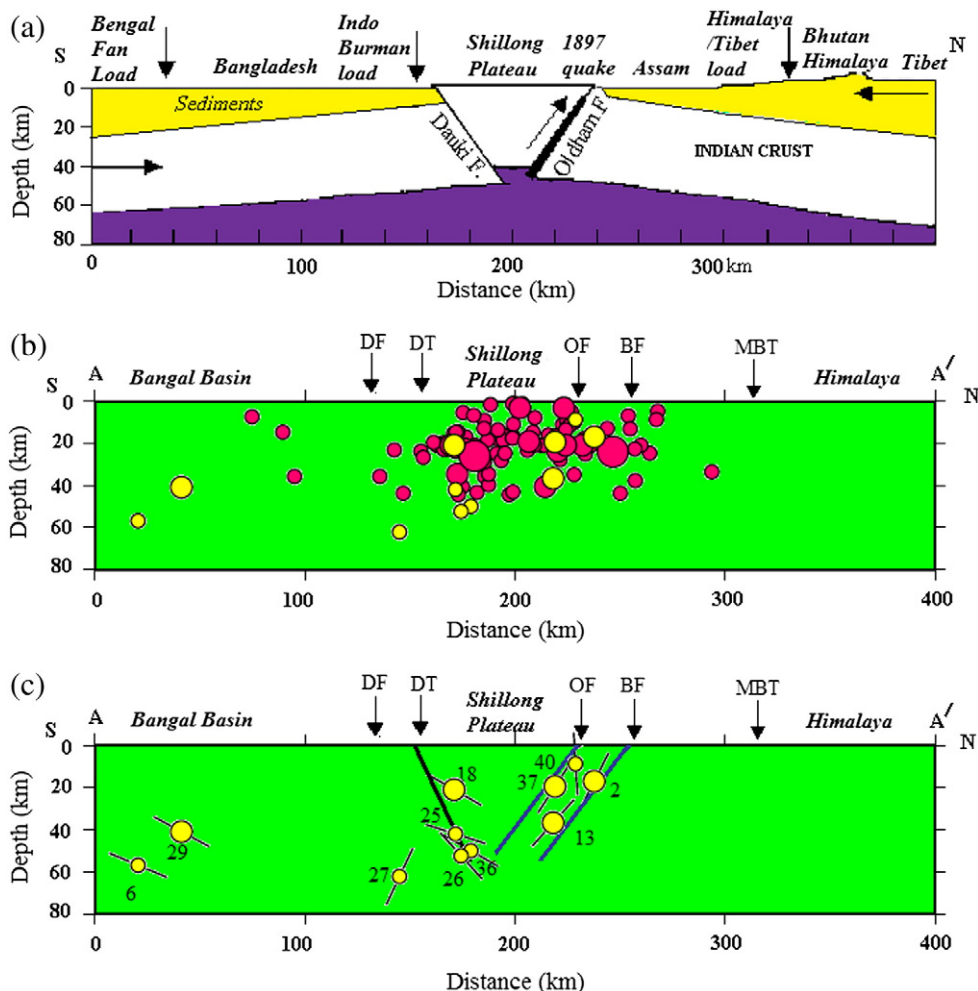 (a)
S
Bengal
Fan
Load
Bangladesh
Indo
Burman
load
Shillong
Plateau
1897
quake
Assam
Himalaya
/Tibet
load
Bhutan
Himalaya
Tibet
N
Sediments
Dauki F.
Oldham F
INDIAN CRUST
Depth (km)
0
20
40
60
80
0
100
200
300 km
Distance (km)
(b)
S
A
Bangal Basin
DF
DT
Shillong
Plateau
OF
BF
MBT
Himalaya
A′
N
Depth (km)
0
20
40
60
80
0
100
200
300
400
Distance (km)
(c)
S
A
Bangal Basin
DF
DT
Shillong
Plateau
OF
BF
MBT
Himalaya
A′
N
Depth (km)
0
20
40
60
80
18
40
37
2
25
13
29
36
26
27
6
0
100
200
300
400
Distance (km)